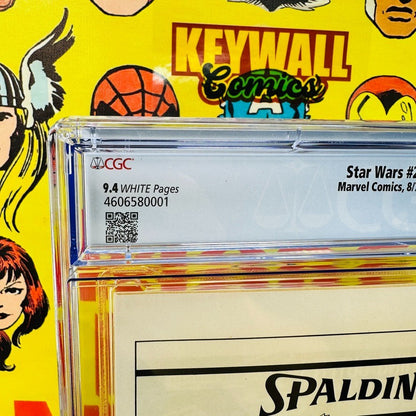 KEYWALL
Comics
CGC
9.4 WHITE Pages
4606580001
Star Wars #2
Marvel Comics, 8/
SPALDIN